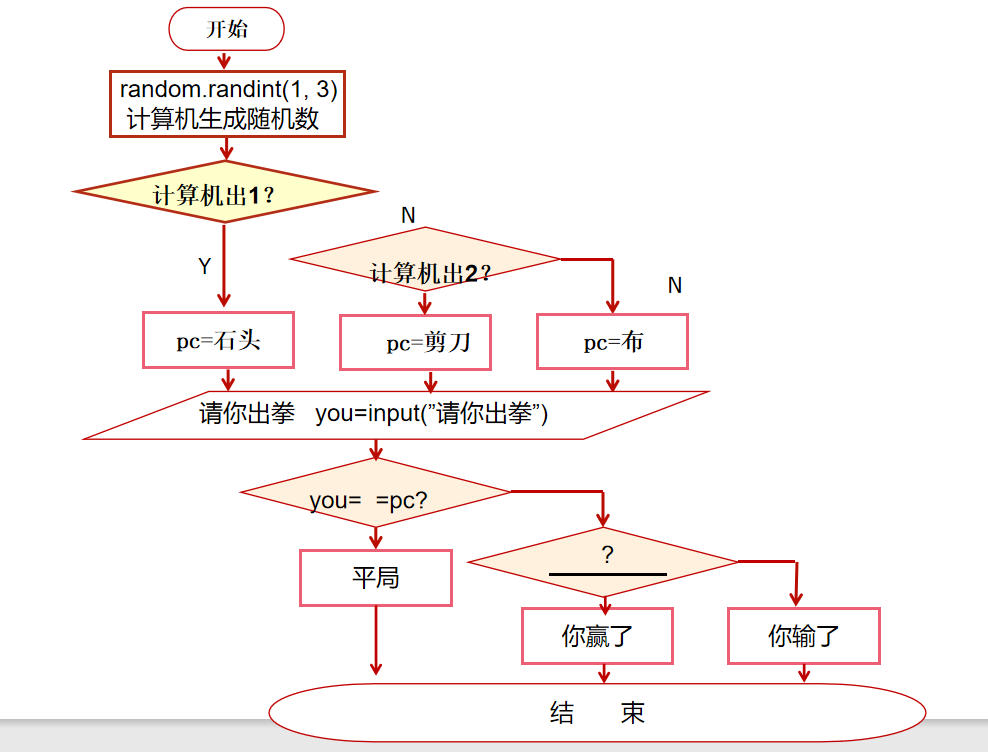 开始
random.randint(1, 3)
计算机生成随机数
计算机出1?
N
计算机出2?
Y
N
pc=石头
pc=剪刀
pc=布
请你出拳 you=input(”请你出拳”)
you= =pc?
?
平局
你赢了
你输了
结 束